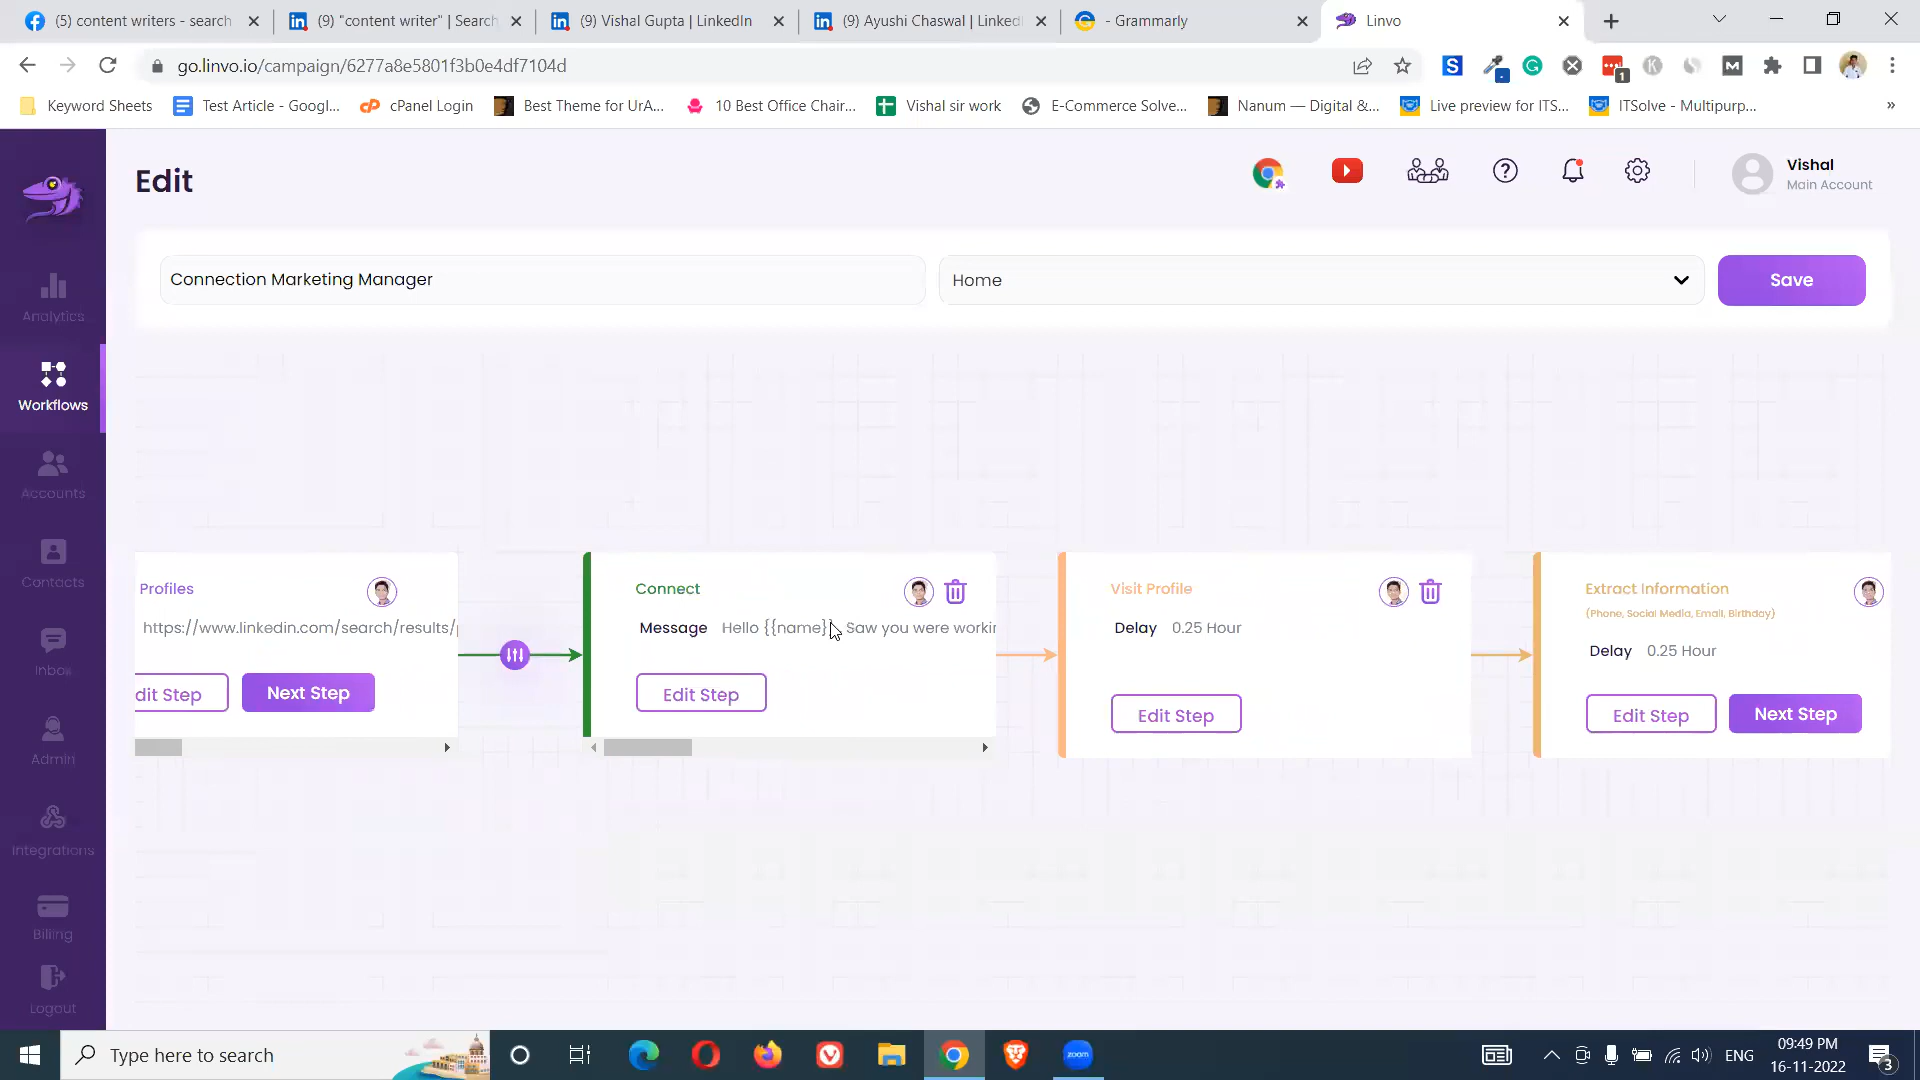 (5) content writers - search
(9) "content writer" | Search
(9) Vishal Gupta | LinkedIn
(9) Ayushi Chaswal | LinkedI
- Grammarly
Linvo
go.linvo.io/campaign/6277a8e5801f3b0e4df7104d
Keyword Sheets
Test Article - Googl...
cPanel Login
Best Theme for UrA...
10 Best Office Chair...
Vishal sir work
E-Commerce Solve...
Nanum — Digital &...
Live preview for ITS...
ITSolve - Multipurp...
Edit
Vishal
Main Account
Connection Marketing Manager
Home
Save
Analytics
Workflows
Accounts
Contacts
Inbox
Admin
Integrations
Billing
Logout
Profiles
https://www.linkedin.com/search/results/p
dit Step
Next Step
Connect
Message Hello {{name}}, Saw you were workin
Edit Step
Visit Profile
Delay 0.25 Hour
Edit Step
Extract Information
(Phone, Social Media, Email, Birthday)
Delay 0.25 Hour
Edit Step
Next Step
Type here to search
zoom
ENG
09:49 PM
16-11-2022
3